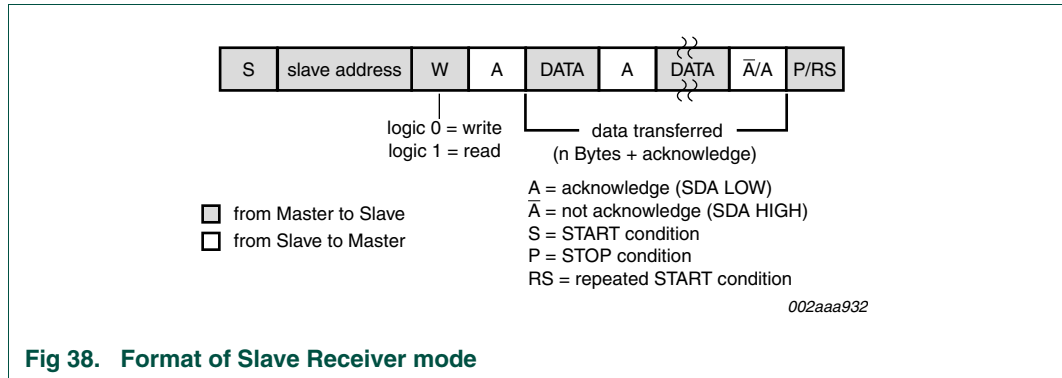 S slave address W A DATA A DATA A̅/A P/RS
logic 0 = write
logic 1 = read
data transferred
(n Bytes + acknowledge)
A = acknowledge (SDA LOW)
A̅ = not acknowledge (SDA HIGH)
S = START condition
P = STOP condition
RS = repeated START condition
from Master to Slave
from Slave to Master
002aaa932
Fig 38. Format of Slave Receiver mode